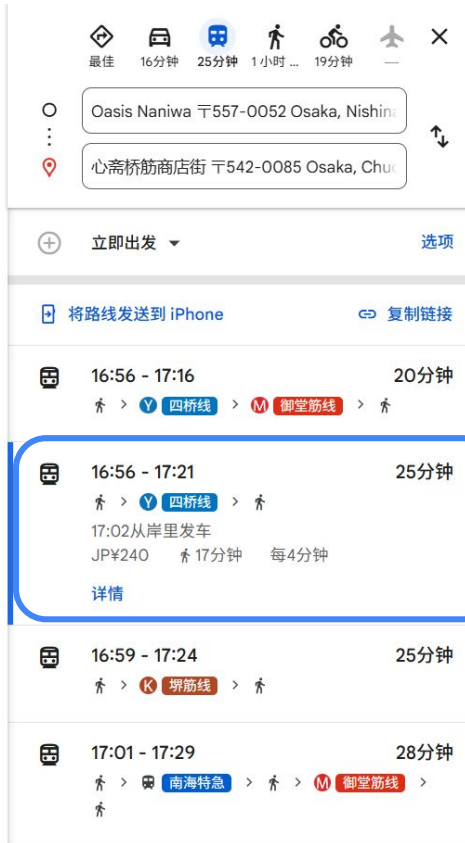 最佳 16分钟 25分钟 1小时 ... 19分钟 —
Oasis Naniwa 〒557-0052 Osaka, Nishina
心斋桥筋商店街 〒542-0085 Osaka, Chuo
立即出发 选项
将路线发送到 iPhone 复制链接
16:56 - 17:16 20分钟
Y 四桥线 > M 御堂筋线 >
16:56 - 17:21 25分钟
Y 四桥线 >
17:02从岸里发车
JP¥240 17分钟 每4分钟
详情
16:59 - 17:24 25分钟
K 堺筋线 >
17:01 - 17:29 28分钟
南海特急 > M 御堂筋线 >